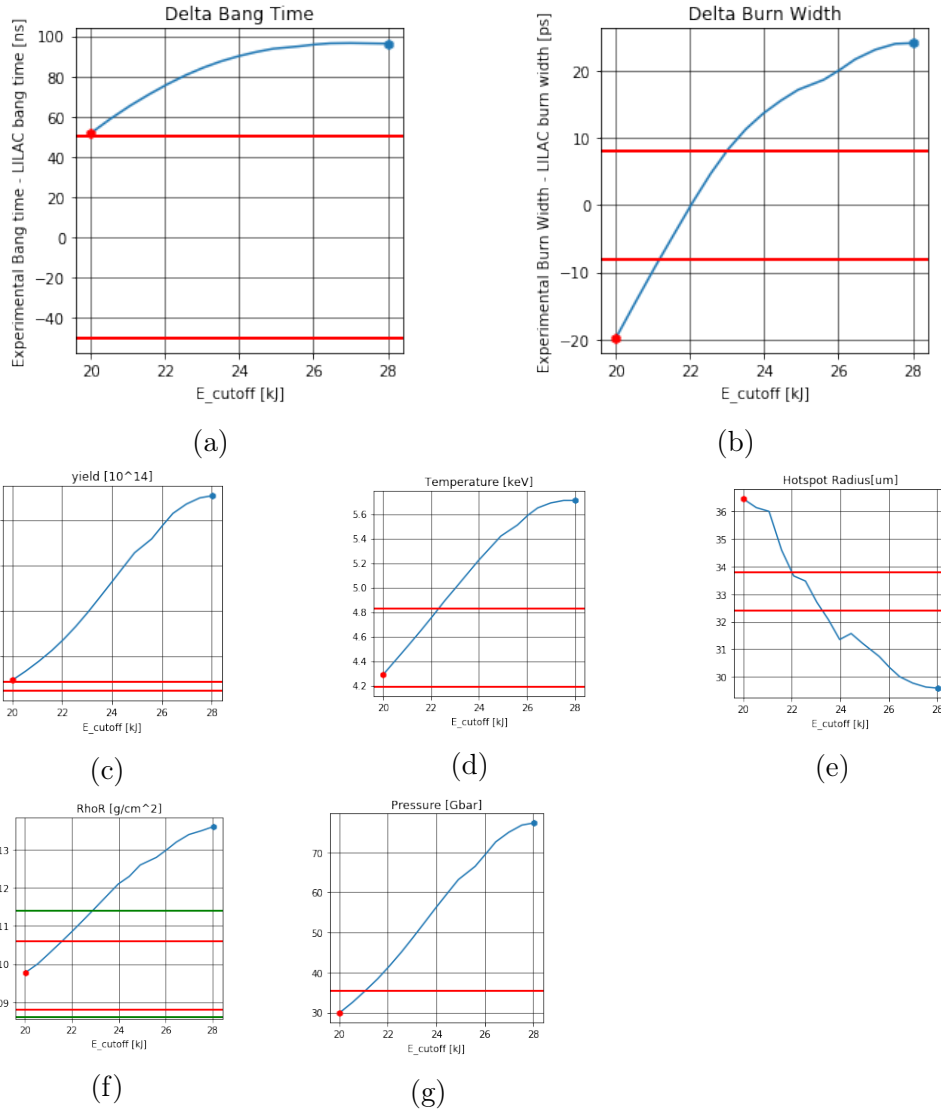 Delta Bang Time
Experimental Bang time - LILAC bang time [ns]
100
80
60
40
20
0
−20
−40
20 22 24 26 28
E_cutoff [kJ]
(a)
Delta Burn Width
Experimental Burn Width - LILAC burn width [ps]
20
10
0
−10
−20
20 22 24 26 28
E_cutoff [kJ]
(b)
yield [10^14]
20 22 24 26 28
E_cutoff [kJ]
(c)
Temperature [keV]
5.6
5.4
5.2
5.0
4.8
4.6
4.4
4.2
20 22 24 26 28
E_cutoff [kJ]
(d)
Hotspot Radius[um]
36
35
34
33
32
31
30
20 22 24 26 28
E_cutoff [kJ]
(e)
RhoR [g/cm^2]
13
12
11
10
09
20 22 24 26 28
E_cutoff [kJ]
(f)
Pressure [Gbar]
70
60
50
40
30
20 22 24 26 28
E_cutoff [kJ]
(g)